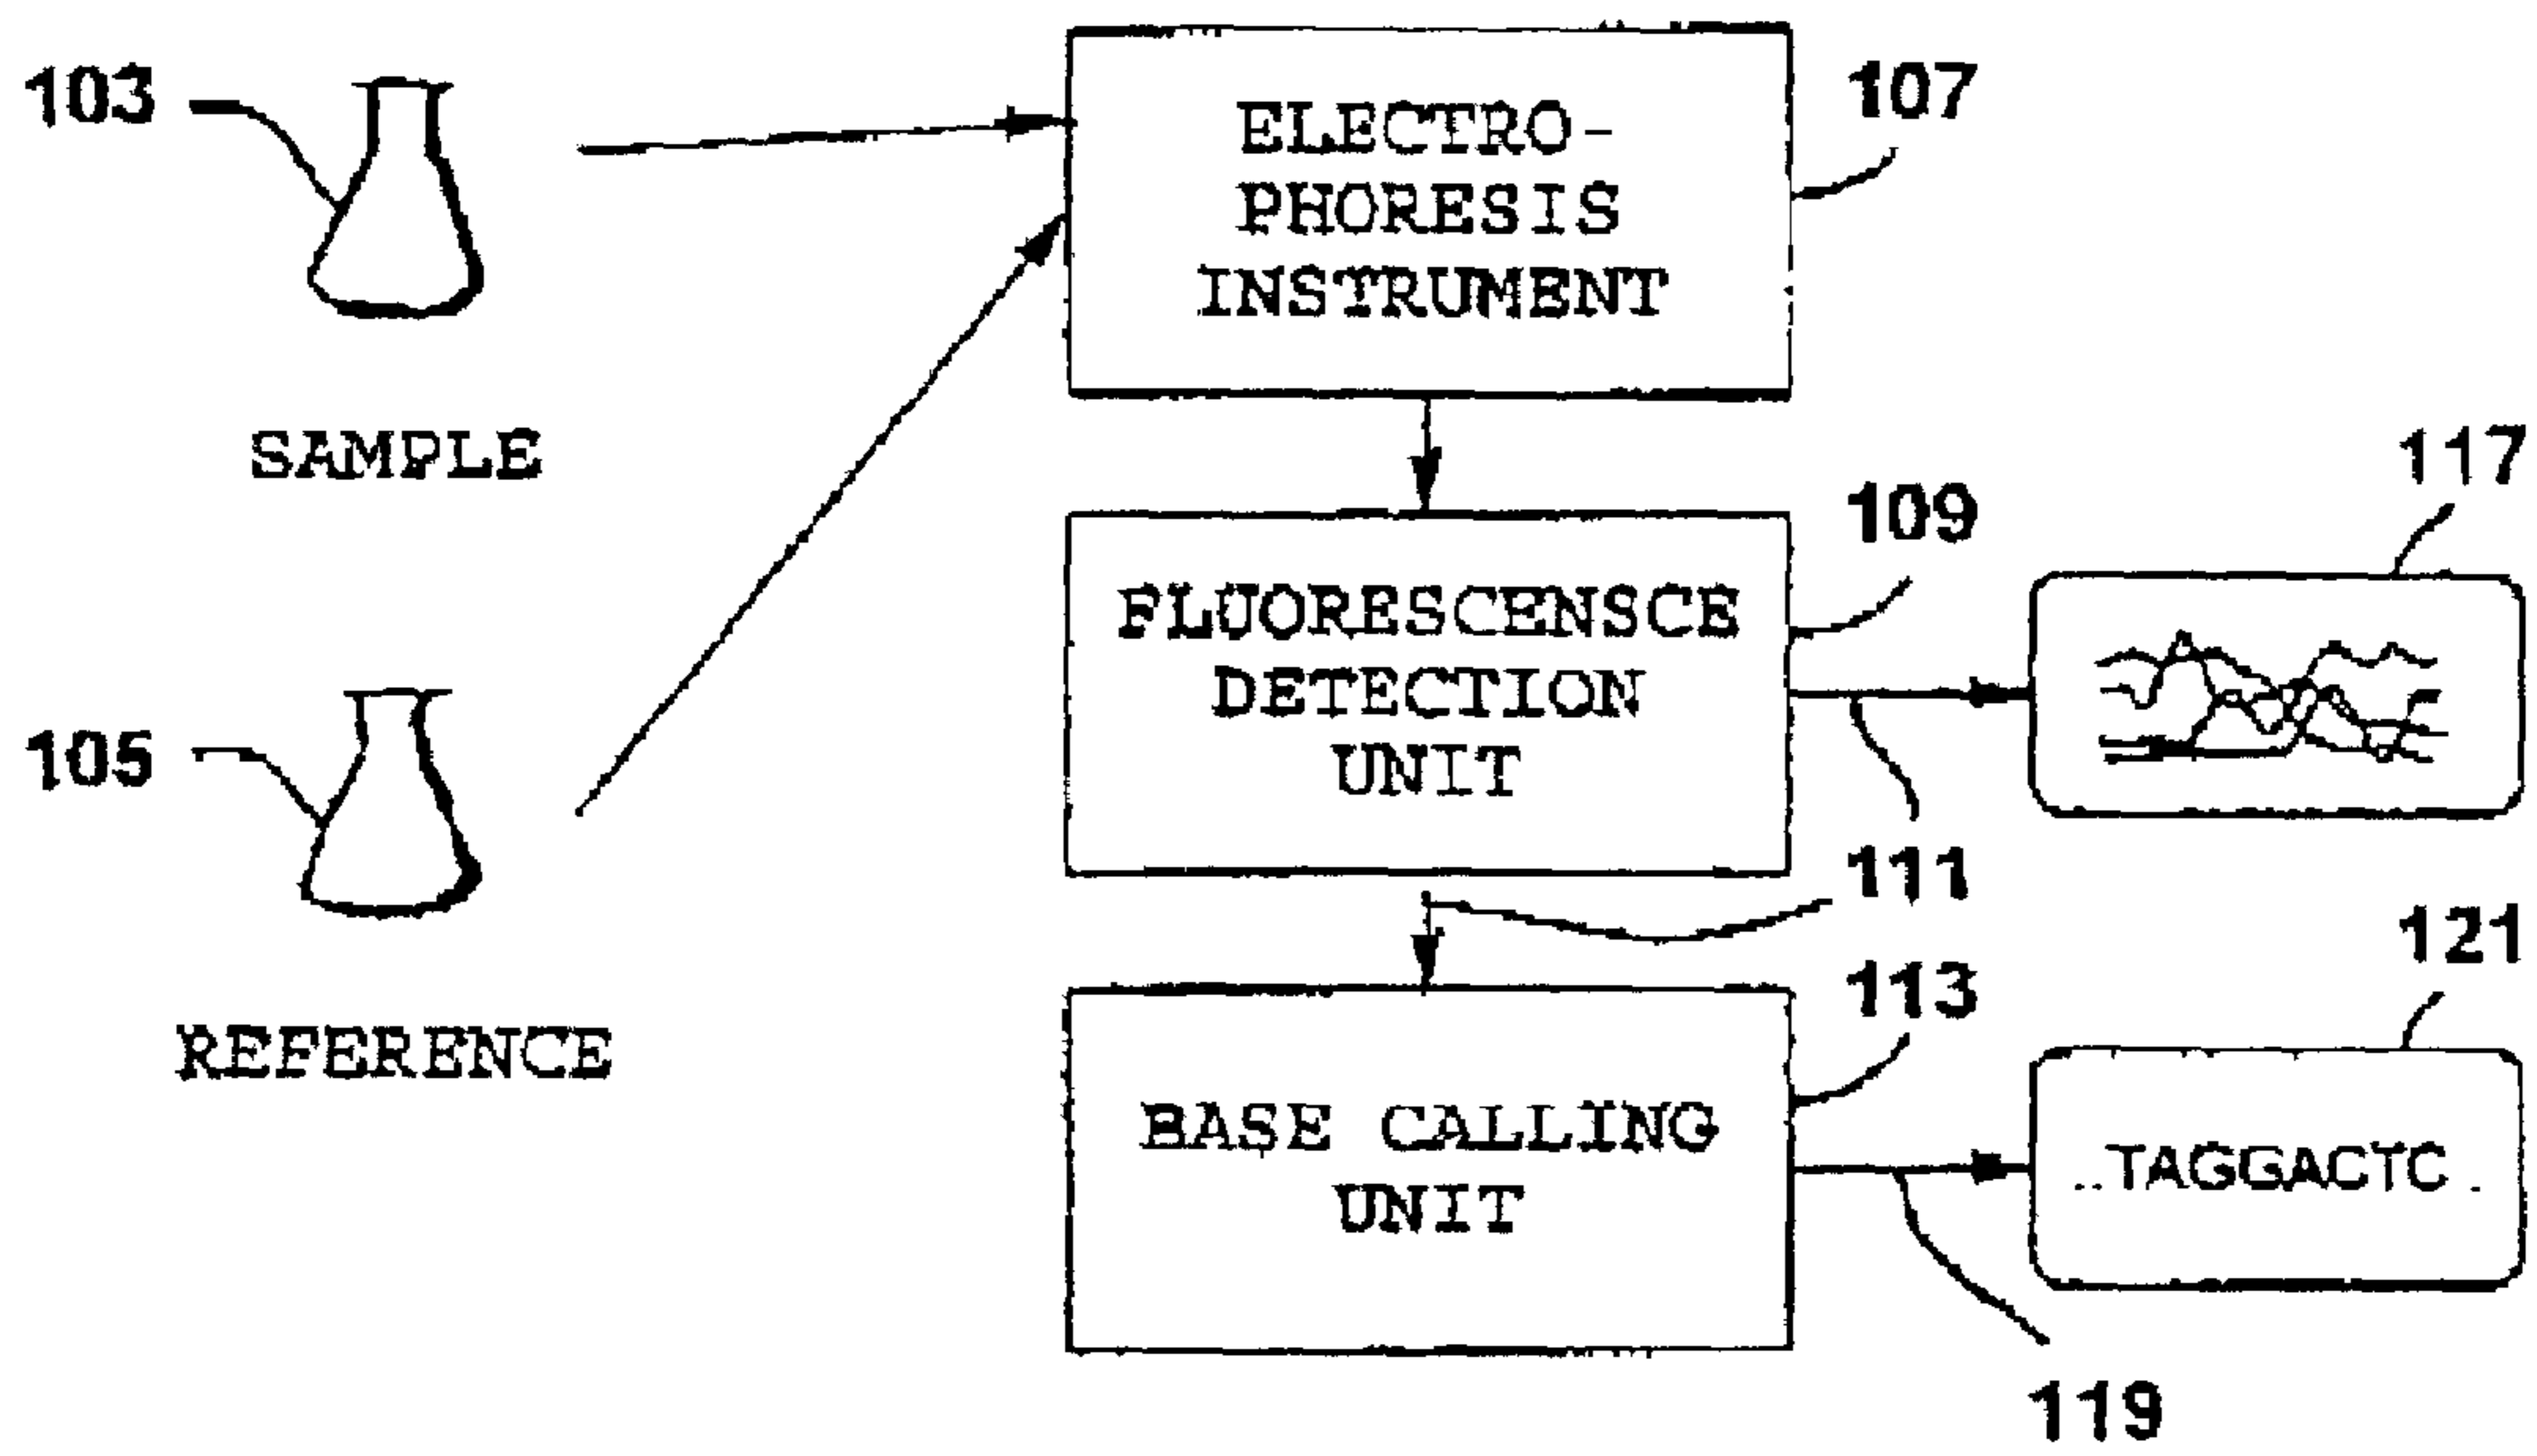 103
SAMPLE
105
REFERENCE
ELECTRO-
PHORESIS
INSTRUMENT
107
FLUORESCENSCE
DETECTION
UNIT
109
117
111
BASE CALLING
UNIT
113
121
..TAGGACTC.
119